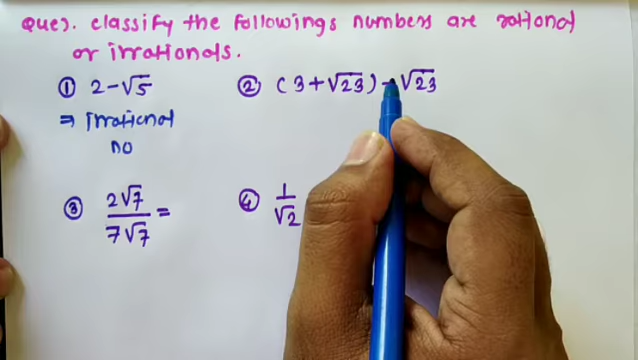 Que7. classify the followings numbers are rational
or irrationals.
① 2-√5
⇒ Irrational
no
② (3+√23) - √23
③ 2√7/7√7 =
④ 1/√2